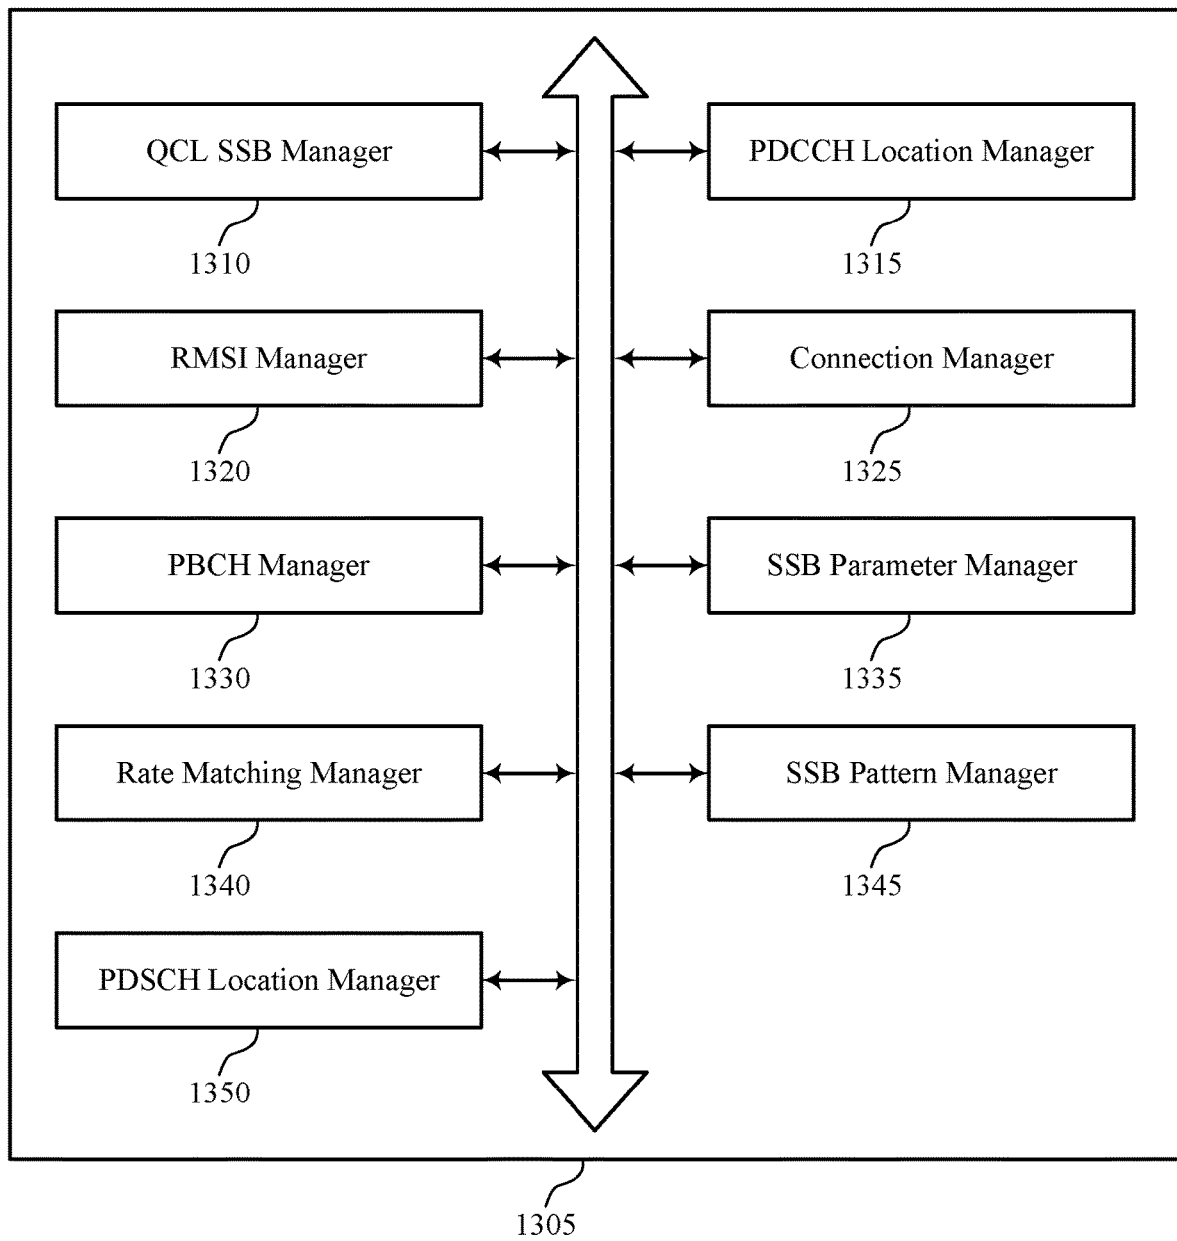 QCL SSB Manager
PDCCH Location Manager
1310
1315
RMSI Manager
Connection Manager
1320
1325
PBCH Manager
SSB Parameter Manager
1330
1335
Rate Matching Manager
SSB Pattern Manager
1340
1345
PDSCH Location Manager
1350
1305